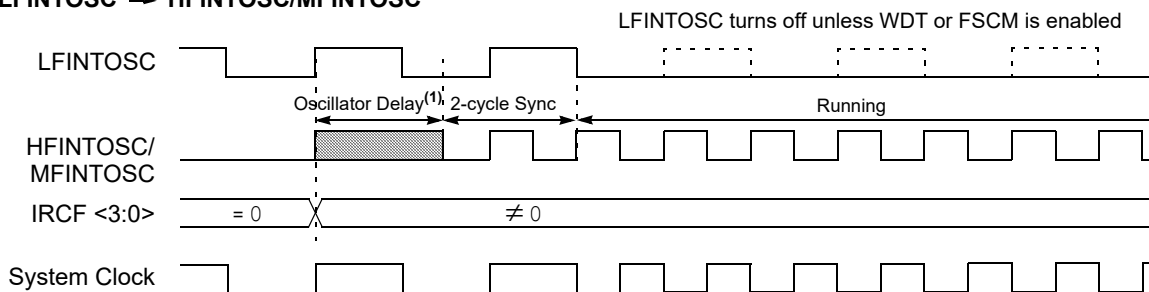 LFINTOSC → HFINTOSC/MFINTOSC
LFINTOSC turns off unless WDT or FSCM is enabled
LFINTOSC
Oscillator Delay(1) 2-cycle Sync Running
HFINTOSC/
MFINTOSC
IRCF <3:0> = 0 ≠ 0
System Clock